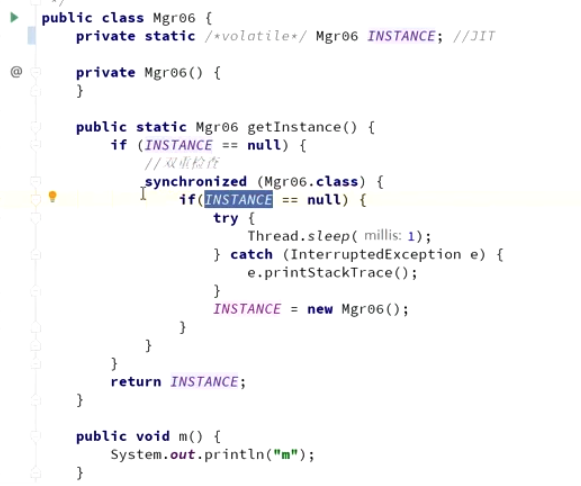 */
public class Mgr06 {
private static /*volatile*/ Mgr06 INSTANCE; //JIT
@ private Mgr06() {
}
public static Mgr06 getInstance() {
if (INSTANCE == null) {
//双重检查
synchronized (Mgr06.class) {
if(INSTANCE == null) {
try {
Thread.sleep( millis: 1);
} catch (InterruptedException e) {
e.printStackTrace();
}
INSTANCE = new Mgr06();
}
}
}
return INSTANCE;
}
public void m() {
System.out.println("m");
}